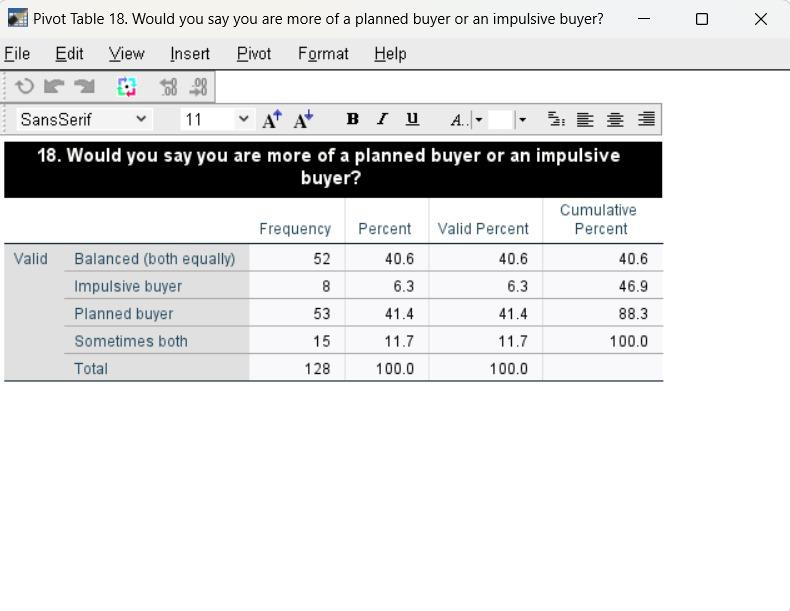 Pivot Table 18. Would you say you are more of a planned buyer or an impulsive buyer?
File Edit View Insert Pivot Format Help
SansSerif 11 A A B I U A..
18. Would you say you are more of a planned buyer or an impulsive
buyer?
Frequency Percent Valid Percent Cumulative Percent
Valid Balanced (both equally) 52 40.6 40.6 40.6
Impulsive buyer 8 6.3 6.3 46.9
Planned buyer 53 41.4 41.4 88.3
Sometimes both 15 11.7 11.7 100.0
Total 128 100.0 100.0